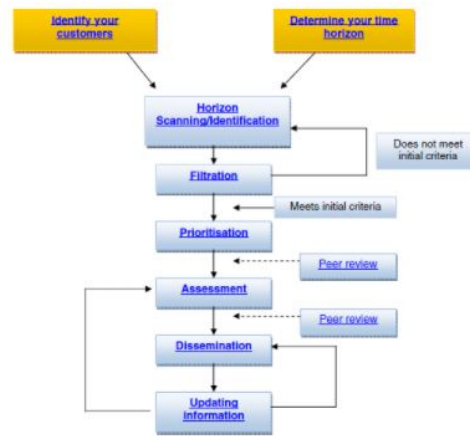 Identify your
customers
Determine your time
horizon
Horizon
Scanning/Identification
Does not meet
initial criteria
Filtration
Meets initial criteria
Prioritisation
Peer review
Assessment
Peer review
Dissemination
Updating
information